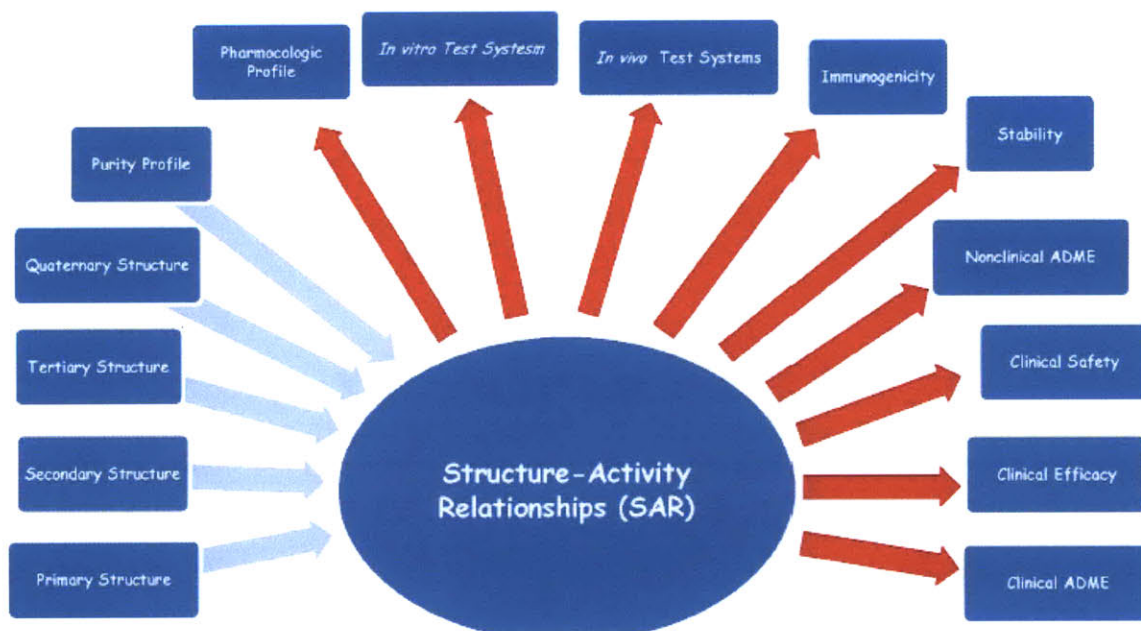 Pharmocologic
Profile
In vitro Test Systesm
In vivo Test Systems
Immunogenicity
Stability
Purity Profile
Nonclinical ADME
Quaternary Structure
Clinical Safety
Tertiary Structure
Clinical Efficacy
Secondary Structure
Clinical ADME
Primary Structure
Structure-Activity
Relationships (SAR)